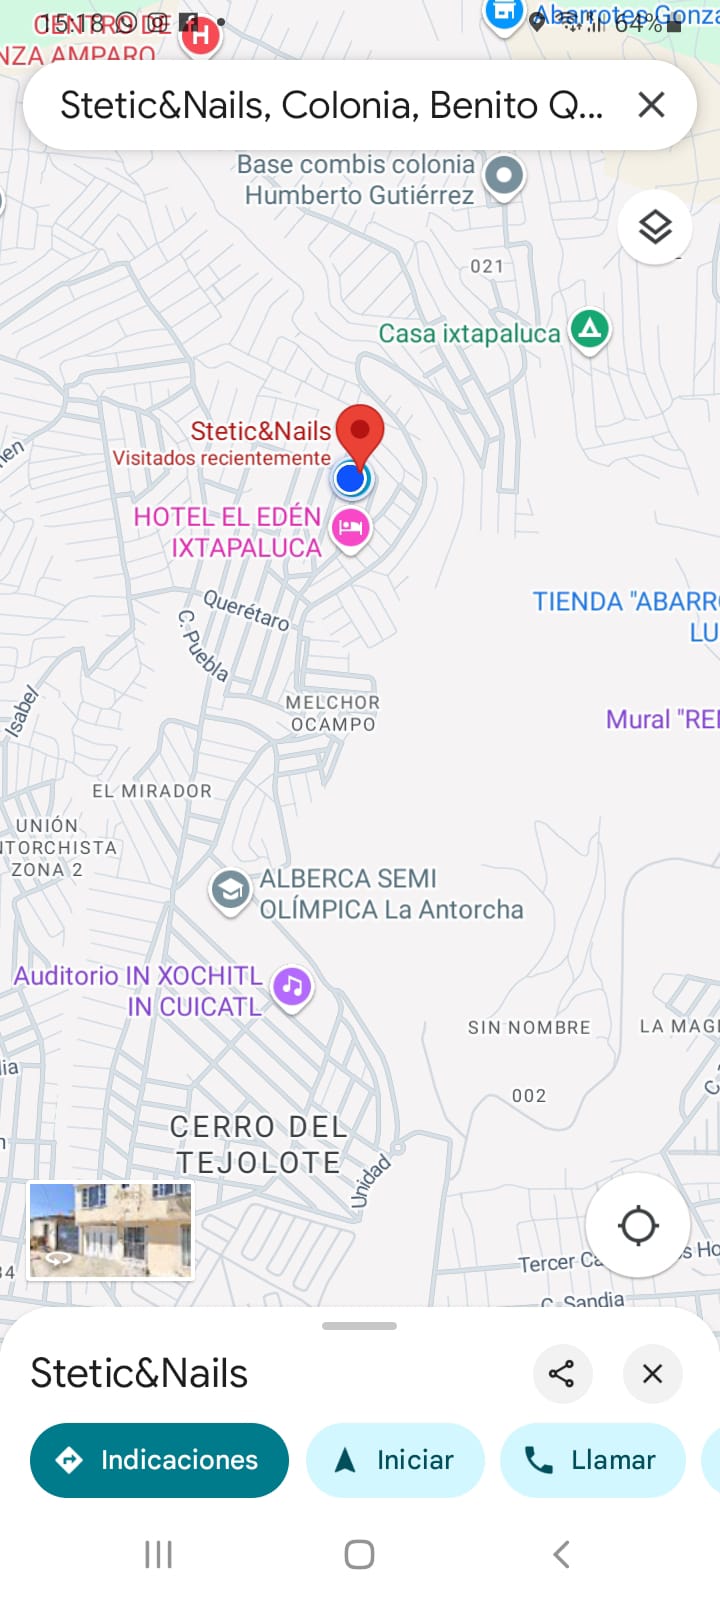 15:18
64%
CENTRO DE
NZA AMPARO
Abarrotes Gonza
Stetic&Nails, Colonia, Benito Q...
Base combis colonia
Humberto Gutiérrez
021
Casa ixtapaluca
Stetic&Nails
Visitados recientemente
HOTEL EL EDÉN
IXTAPALUCA
TIENDA "ABARR
LU
Querétaro
C. Puebla
Isabel
MELCHOR
OCAMPO
Mural "RE
EL MIRADOR
UNIÓN
NTORCHISTA
ZONA 2
ALBERCA SEMI
OLÍMPICA La Antorcha
Auditorio IN XOCHITL
IN CUICATL
SIN NOMBRE
LA MAG
002
CERRO DEL
TEJOLOTE
Unidad
Tercer Ca
s Ho
C. Sandia
Stetic&Nails
Indicaciones
Iniciar
Llamar